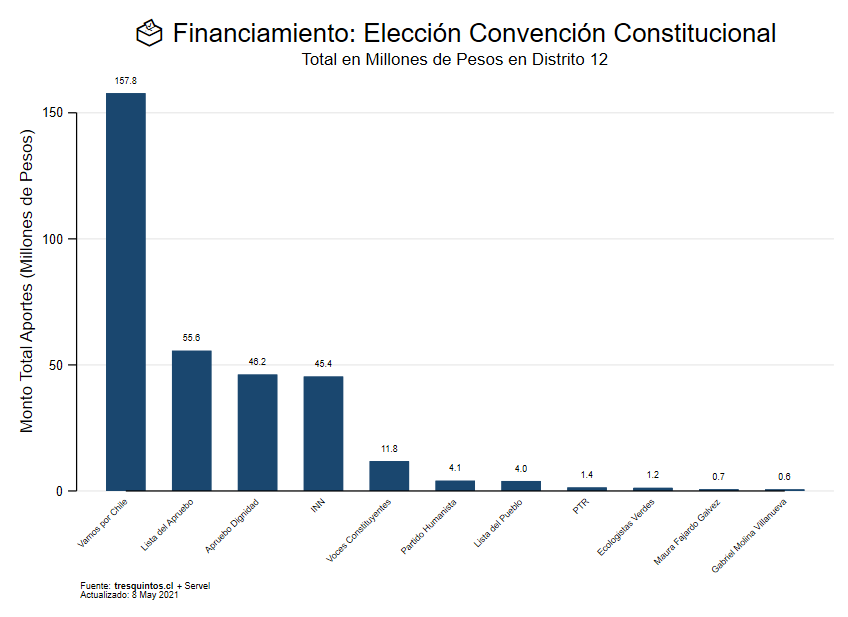 Financiamiento: Elección Convención Constitucional
Total en Millones de Pesos en Distrito 12
Monto Total Aportes (Millones de Pesos)
150
100
50
0
157.8
55.6
46.2
45.4
11.8
4.1
4.0
1.4
1.2
0.7
0.6
Vamos por Chile
Lista del Apruebo
Apruebo Dignidad
INN
Voces Constituyentes
Partido Humanista
Lista del Pueblo
PTR
Ecologistas Verdes
Maura Fajardo Galvez
Gabriel Molina Villanueva
Fuente: tresquintos.cl + Servel
Actualizado: 8 May 2021